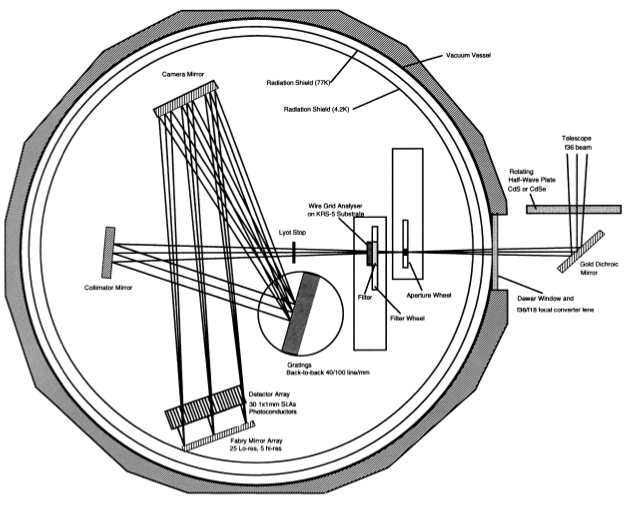 Camera Mirror
Vacuum Vessel
Radiation Shield (77K)
Radiation Shield (4.2K)
Telescope
f36 beam
Rotating
Half-Wave Plate
CdS or CdSe
Wire Grid Analyser
on KRS-5 Substrate
Lyot Stop
Gold Dichroic
Mirror
Collimator Mirror
Filter
Aperture Wheel
Filter Wheel
Dewar Window and
f36/f18 focal converter lens
Gratings
Back-to-back 40/100 line/mm
Detector Array
30 1x1mm Si:As
Photoconductors
Fabry Mirror Array
25 Lo-res, 5 hi-res